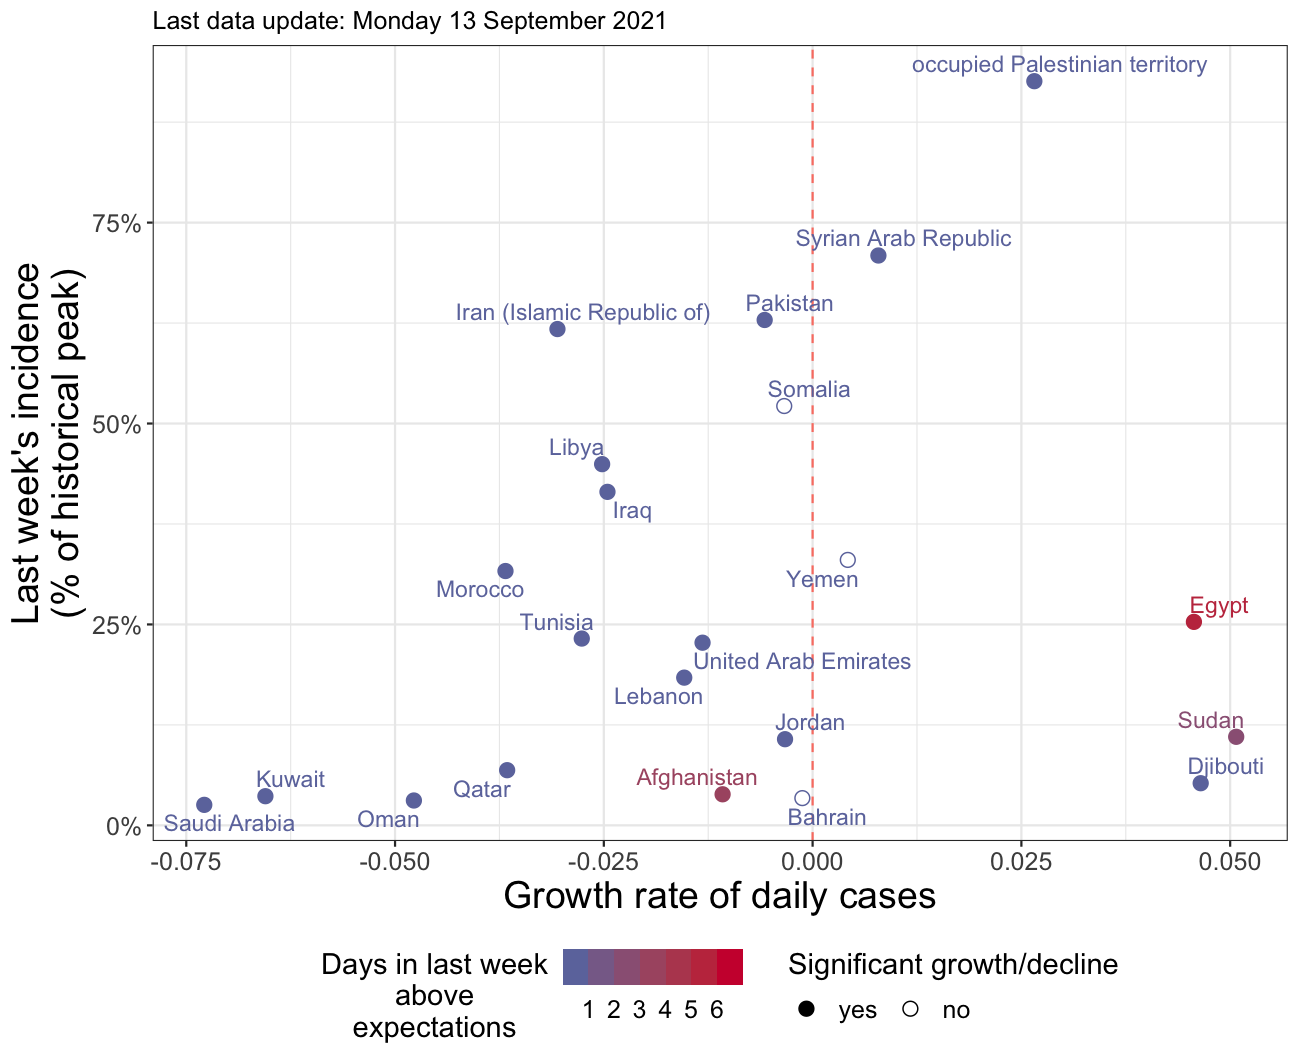 Last data update: Monday 13 September 2021
occupied Palestinian territory
75%
Syrian Arab Republic
Pakistan
Iran (Islamic Republic of)
Somalia
50%
Libya
Iraq
Yemen
Morocco
Egypt
25%
Tunisia
United Arab Emirates
Lebanon
Sudan
Jordan
Djibouti
Afghanistan
Kuwait
Qatar
Bahrain
Oman
Saudi Arabia
0%
Last week's incidence
(% of historical peak)
-0.075 -0.050 -0.025 0.000 0.025 0.050
Growth rate of daily cases
Days in last week
above
expectations
1 2 3 4 5 6
Significant growth/decline
yes no